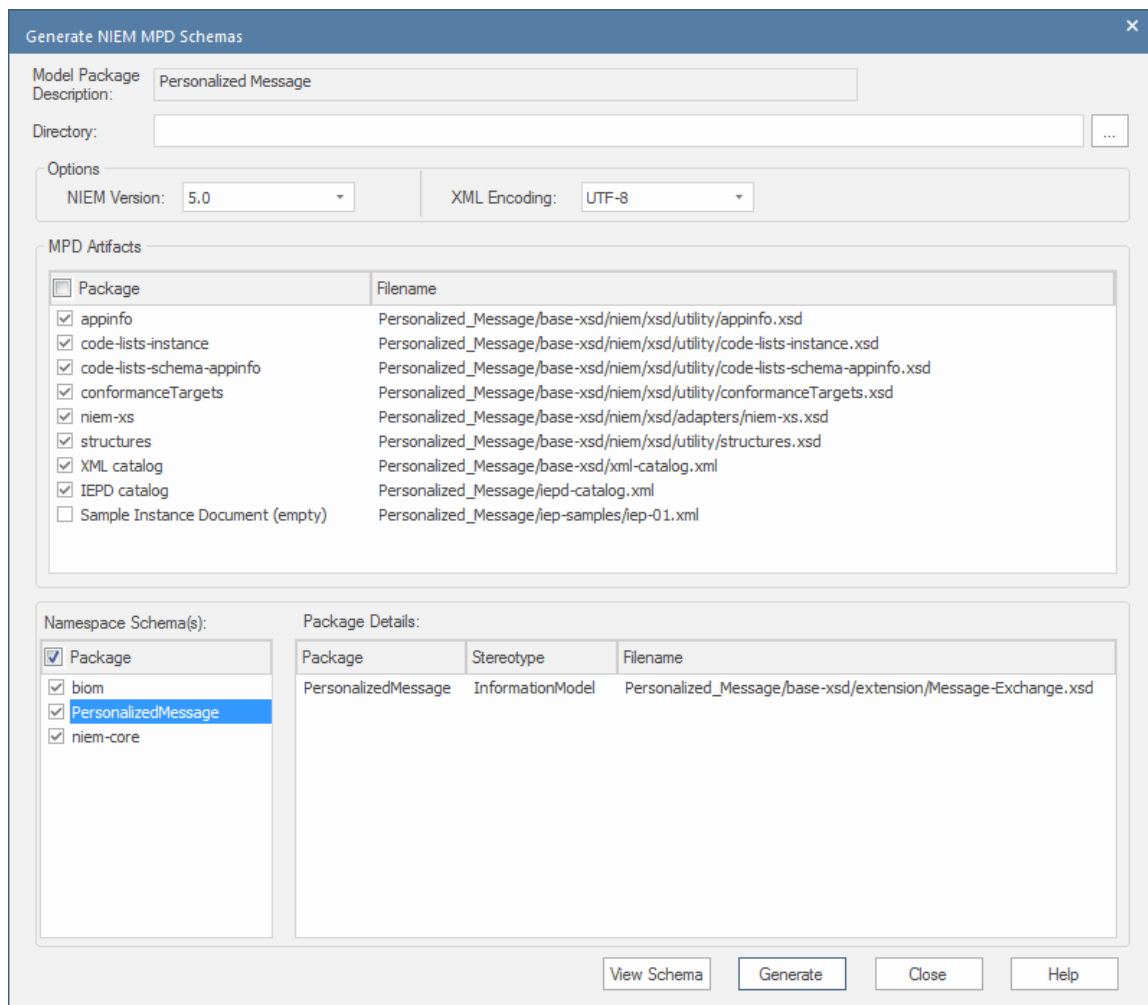 Generate NIEM MPD Schemas
Model Package
Description:
Personalized Message
Directory:
...
Options
NIEM Version: 5.0
XML Encoding: UTF-8
MPD Artifacts
Package Filename
appinfo Personalized_Message/base-xsd/niem/xsd/utility/appinfo.xsd
code-lists-instance Personalized_Message/base-xsd/niem/xsd/utility/code-lists-instance.xsd
code-lists-schema-appinfo Personalized_Message/base-xsd/niem/xsd/utility/code-lists-schema-appinfo.xsd
conformanceTargets Personalized_Message/base-xsd/niem/xsd/utility/conformanceTargets.xsd
niem-xs Personalized_Message/base-xsd/niem/xsd/adapters/niem-xs.xsd
structures Personalized_Message/base-xsd/niem/xsd/utility/structures.xsd
XML catalog Personalized_Message/base-xsd/xml-catalog.xml
IEPD catalog Personalized_Message/iepd-catalog.xml
Sample Instance Document (empty) Personalized_Message/iep-samples/iep-01.xml
Namespace Schema(s):
Package
biom
PersonalizedMessage
niem-core
Package Details:
Package Stereotype Filename
PersonalizedMessage InformationModel Personalized_Message/base-xsd/extension/Message-Exchange.xsd
View Schema Generate Close Help